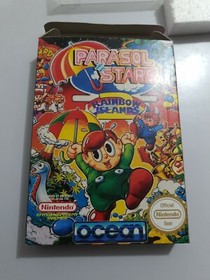 PARASOL
STARS
RAINBOW
ISLANDS
Nintendo
ocean
Official
Nintendo
Seal